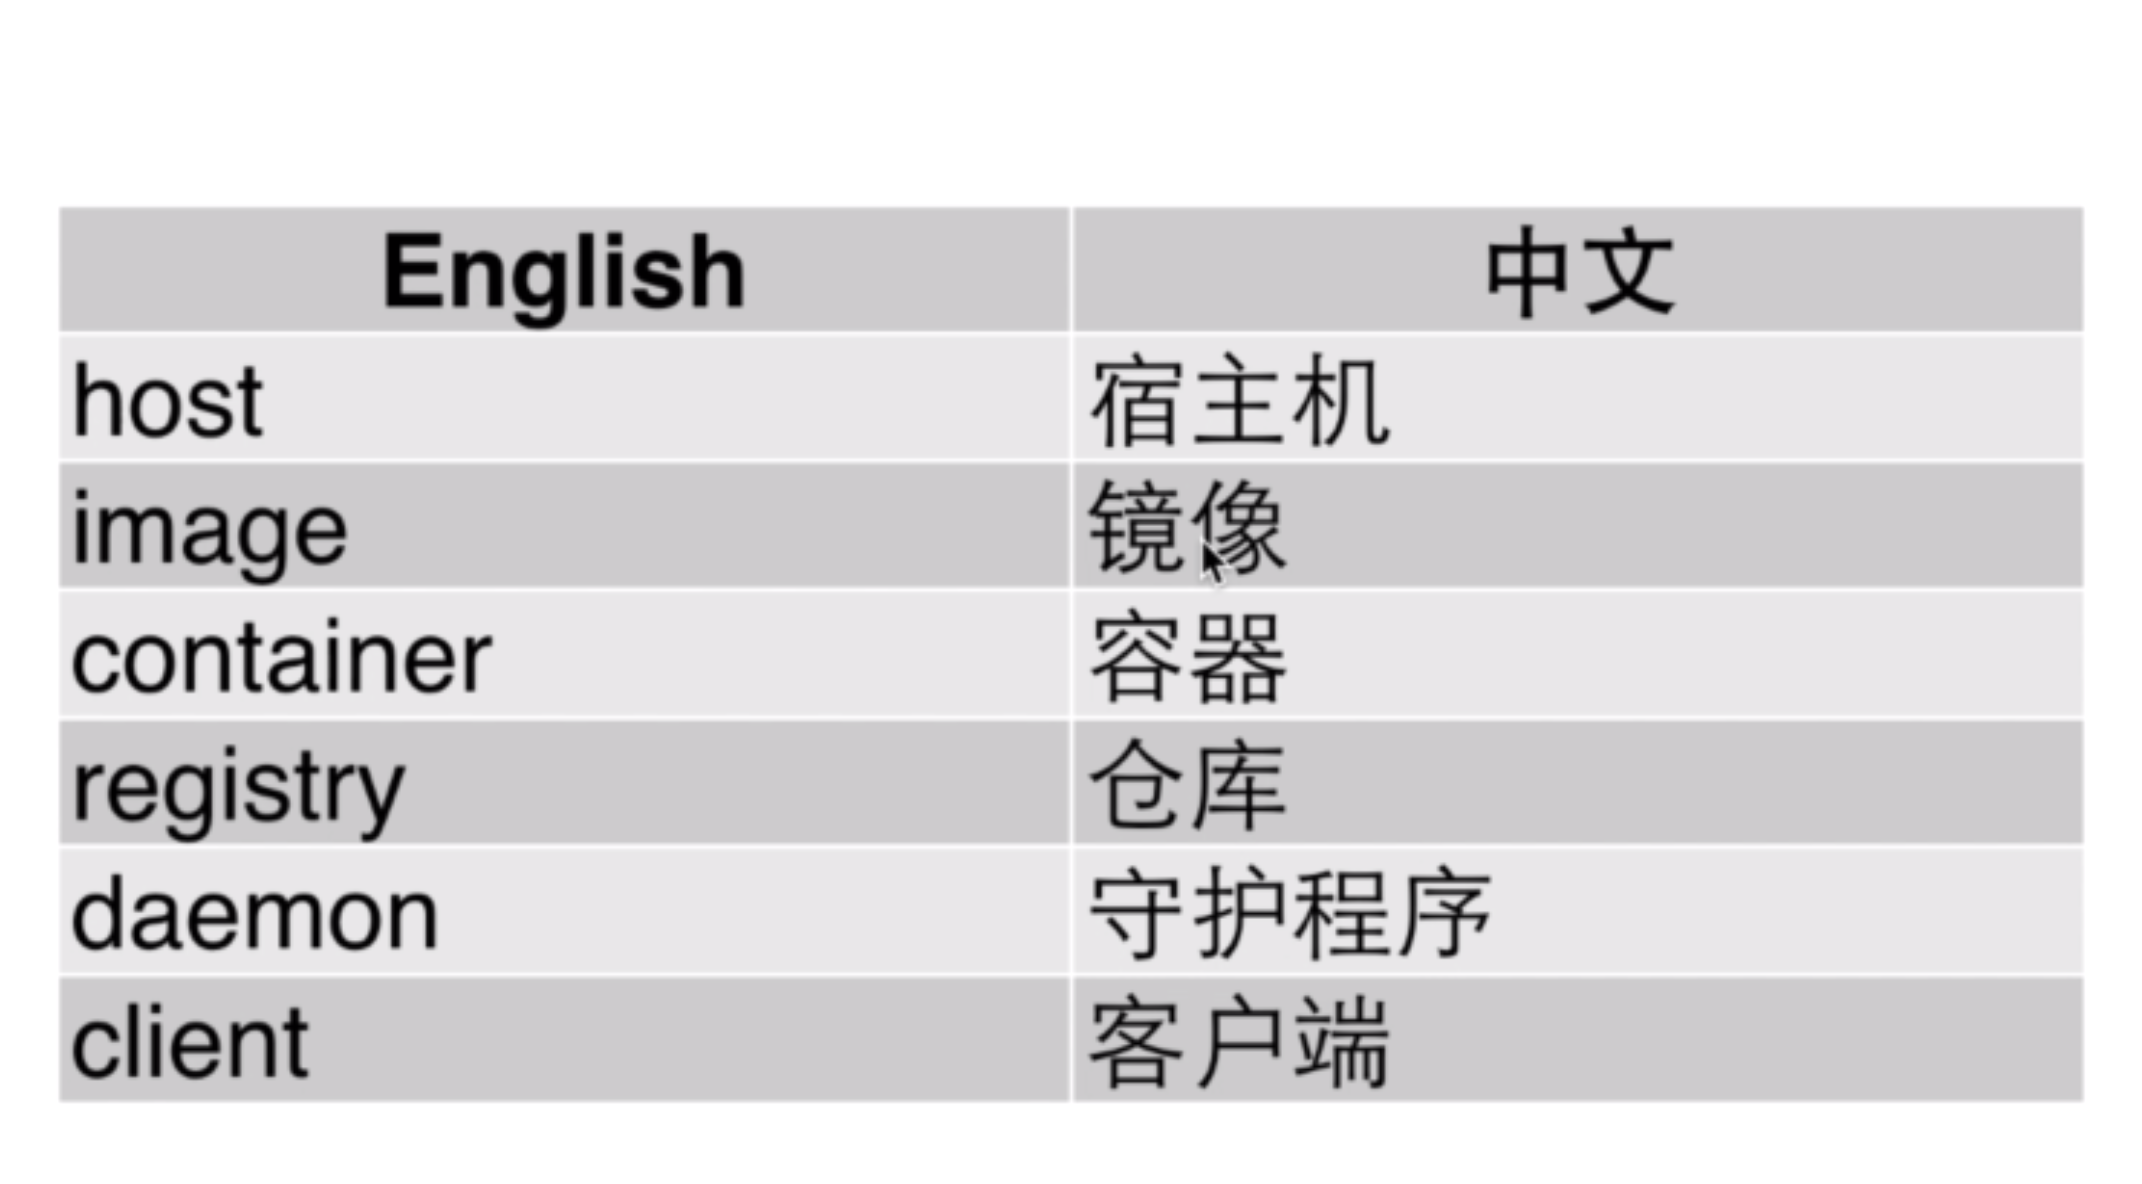 English 中文
host 宿主机
image 镜像
container 容器
registry 仓库
daemon 守护程序
client 客户端